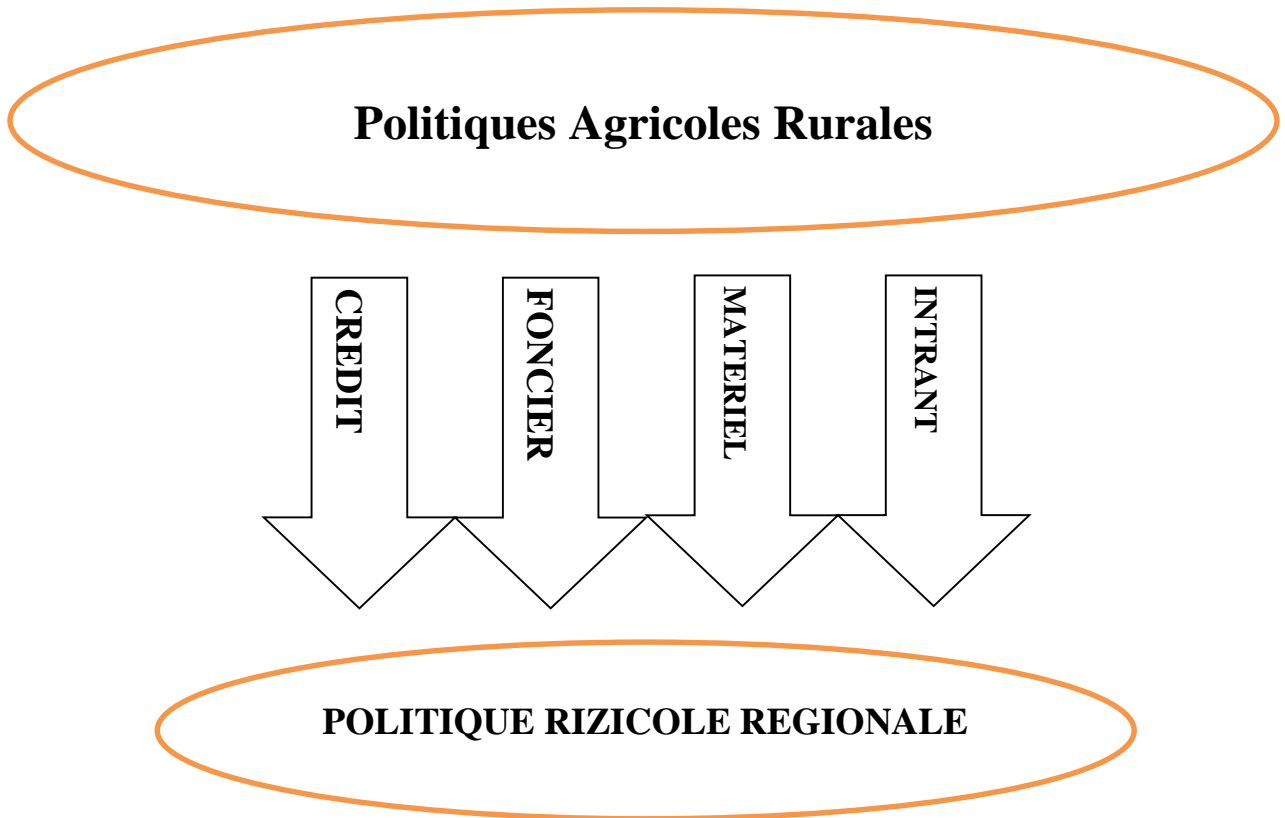 Politiques Agricoles Rurales
CREDIT
FONCIER
MATERIEL
INTRANT
POLITIQUE RIZICOLE REGIONALE